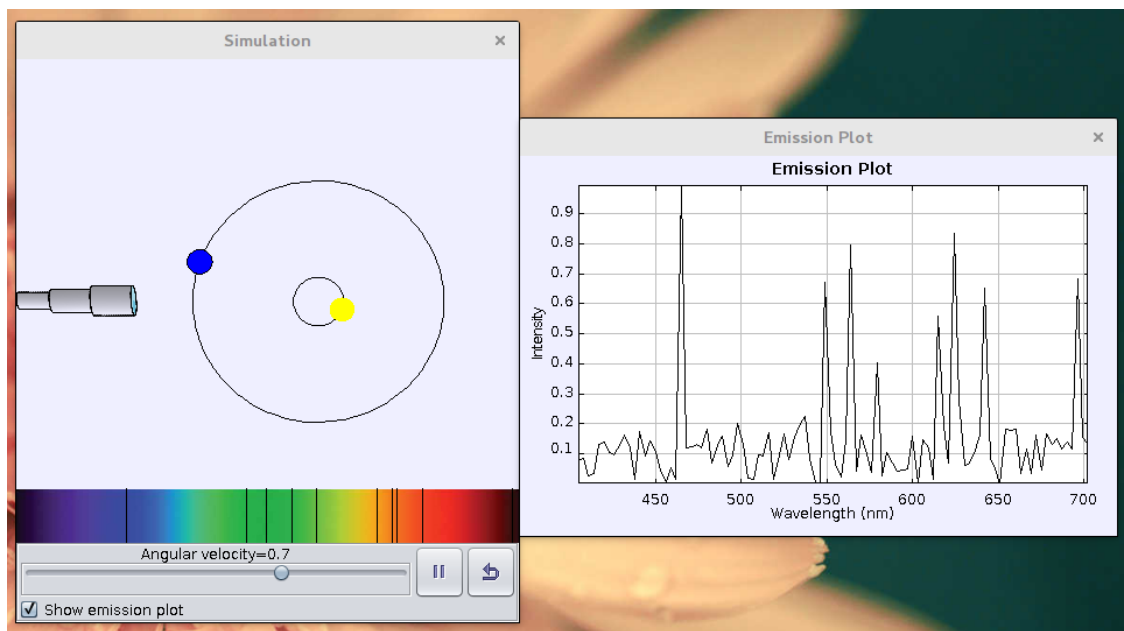 Simulation ×
Angular velocity=0.7
Show emission plot
Emission Plot ×
Emission Plot
0.9
0.8
0.7
0.6
0.5
0.4
0.3
0.2
0.1
Intensity
450 500 550 600 650 700
Wavelength (nm)